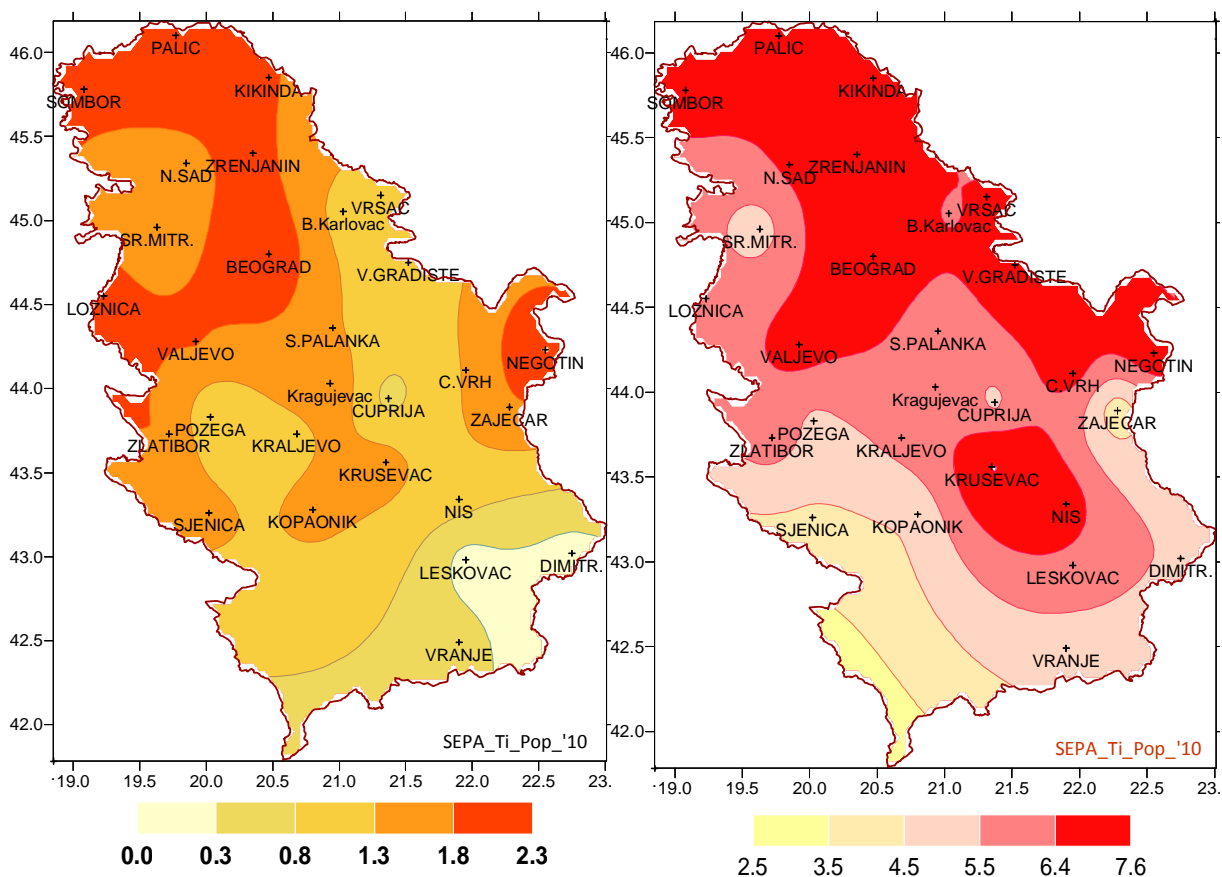 46.0
45.5
45.0
44.5
44.0
43.5
43.0
42.5
42.0
PALIC
SOMBOR
KIKINDA
ZRENJANIN
N.SAD
VRSAC
B.Karlovac
SR.MITR.
BEOGRAD
V.GRADISTE
LOZNICA
S.PALANKA
VALJEVO
NEGOTIN
C.VRH
Kragujevac
CUPRIJA
ZAJECAR
POZEGA
ZLATIBOR
KRALJEVO
KRUSEVAC
SJENICA
KOPAONIK
NIS
LESKOVAC
DIMITR.
VRANJE
SEPA_Ti_Pop_'10
19.0 19.5 20.0 20.5 21.0 21.5 22.0 22.5 23.
0.0 0.3 0.8 1.3 1.8 2.3
46.0
45.5
45.0
44.5
44.0
43.5
43.0
42.5
42.0
PALIC
SOMBOR
KIKINDA
ZRENJANIN
N.SAD
VRSAC
B.Karlovac
SR.MITR.
BEOGRAD
V.GRADISTE
LOZNICA
S.PALANKA
VALJEVO
NEGOTIN
C.VRH
Kragujevac
CUPRIJA
ZAJECAR
POZEGA
ZLATIBOR
KRALJEVO
KRUSEVAC
SJENICA
KOPAONIK
NIS
LESKOVAC
DIMITR.
VRANJE
SEPA_Ti_Pop_'10
19.0 19.5 20.0 20.5 21.0 21.5 22.0 22.5 23.
2.5 3.5 4.5 5.5 6.4 7.6